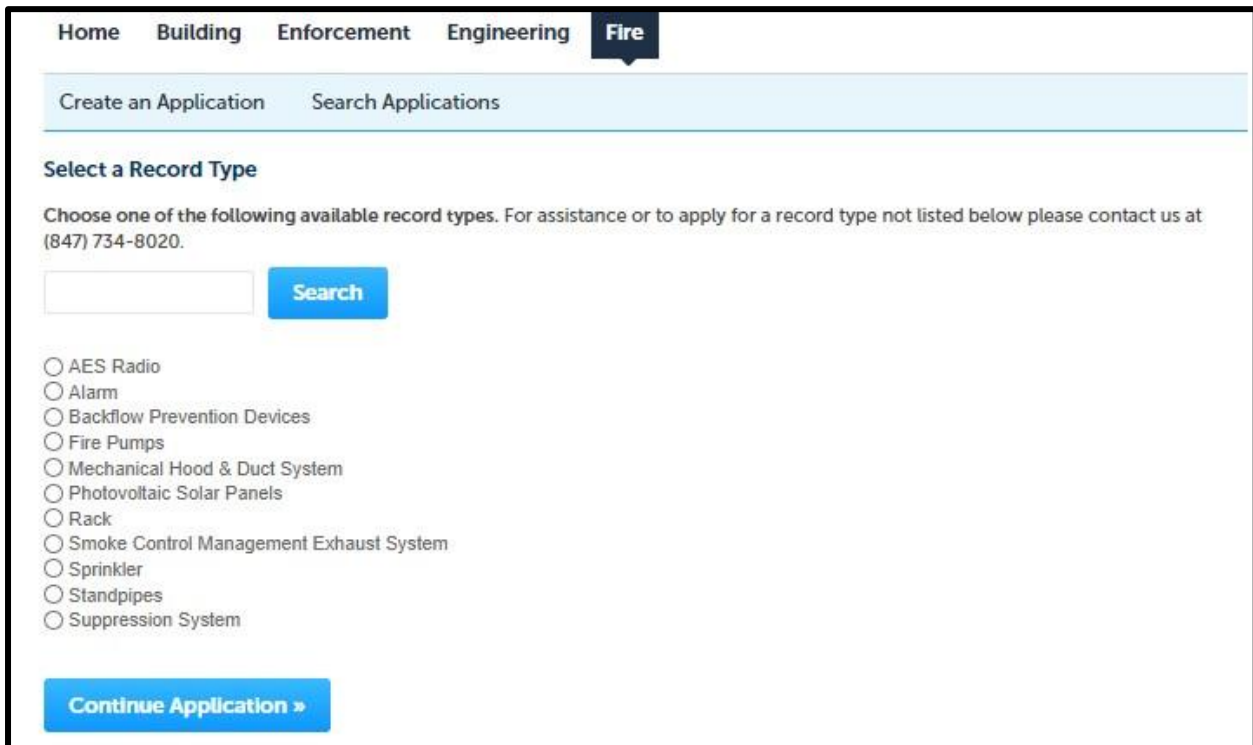 Home Building Enforcement Engineering Fire
Create an Application Search Applications
Select a Record Type
Choose one of the following available record types. For assistance or to apply for a record type not listed below please contact us at
(847) 734-8020.
Search
AES Radio
Alarm
Backflow Prevention Devices
Fire Pumps
Mechanical Hood & Duct System
Photovoltaic Solar Panels
Rack
Smoke Control Management Exhaust System
Sprinkler
Standpipes
Suppression System
Continue Application »